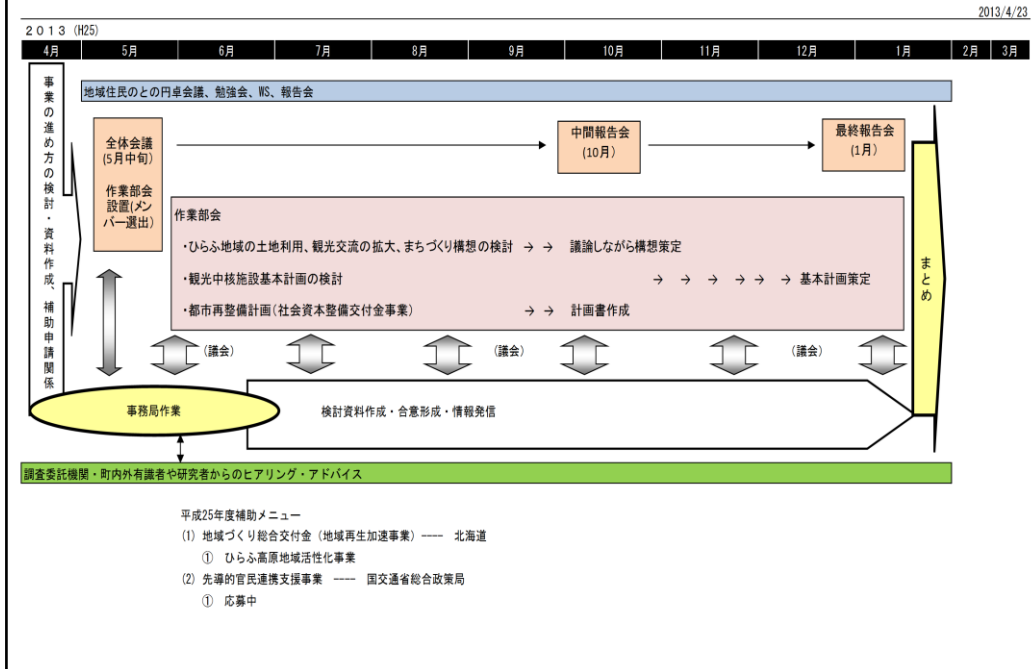 2013/4/23
２０１３ (H25)
4月 5月 6月 7月 8月 9月 10月 11月 12月 1月 2月 3月
事業の進め方の検討・資料作成、補助申請関係
地域住民のとの円卓会議、勉強会、WS、報告会
全体会議
(5月中旬)
作業部会
設置(メン
バー選出)
中間報告会
(10月)
最終報告会
(1月)
作業部会
・ひらふ地域の土地利用、観光交流の拡大、まちづくり構想の検討 → → 議論しながら構想策定
・観光中核施設基本計画の検討 → → → → → → 基本計画策定
・都市再整備計画(社会資本整備交付金事業) → → 計画書作成
まとめ
(議会) (議会) (議会)
事務局作業
検討資料作成・合意形成・情報発信
調査委託機関・町内外有識者や研究者からのヒアリング・アドバイス
平成25年度補助メニュー
(1) 地域づくり総合交付金（地域再生加速事業）---- 北海道
① ひらふ高原地域活性化事業
(2) 先導的官民連携支援事業 ---- 国交通省総合政策局
① 応募中